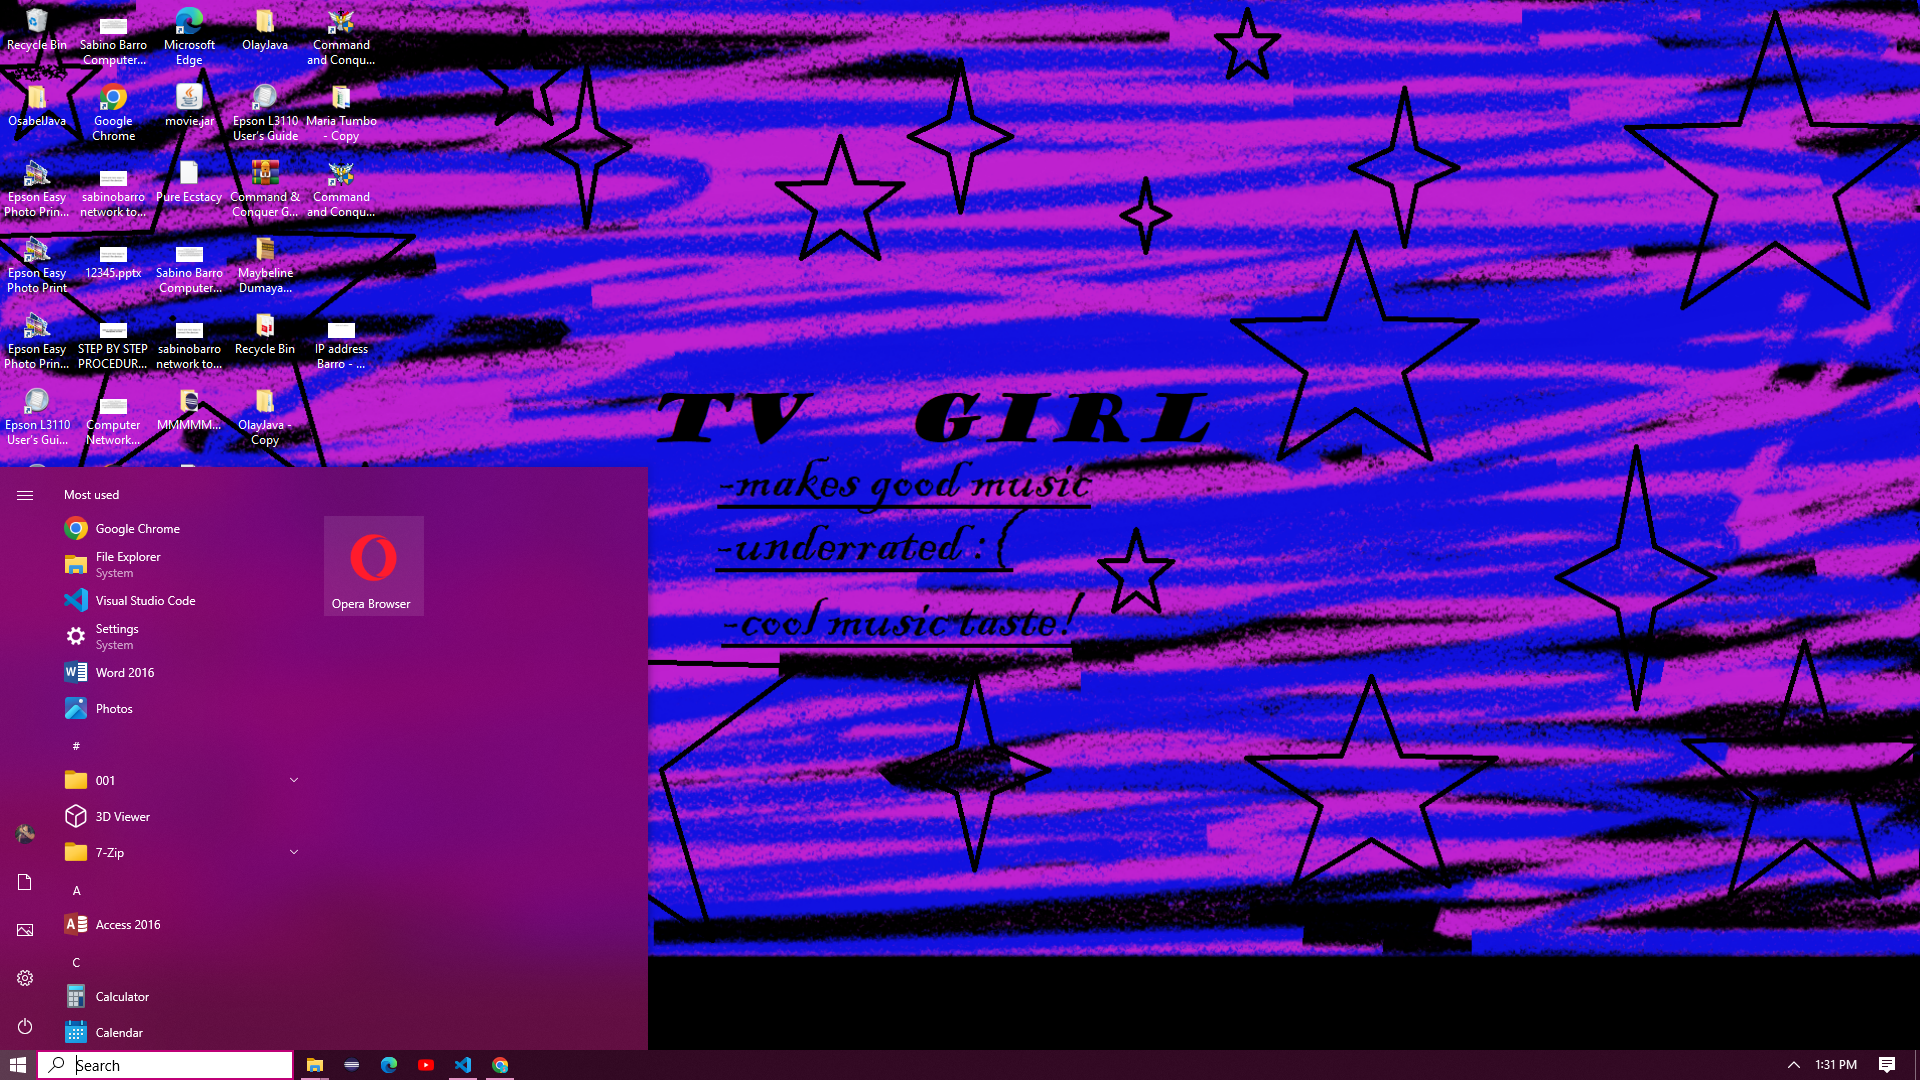 Recycle Bin
Sabino Barro
Computer...
Microsoft
Edge
OlayJava
Command
and Conqu...
OsabelJava
Google
Chrome
movie.jar
Epson L3110
User's Guide
Maria Tumbo
- Copy
Epson Easy
Photo Prin...
sabinobarro
network to...
Pure Ecstacy
Command &
Conquer G...
Command
and Conqu...
Epson Easy
Photo Print
12345.pptx
Sabino Barro
Computer...
Maybeline
Dumaya...
Epson Easy
Photo Prin...
STEP BY STEP
PROCEDUR...
sabinobarro
network to...
Recycle Bin
IP address
Barro - ...
Epson L3110
User's Gui...
Computer
Network...
MMMMM...
OlayJava -
Copy
TV GIRL
-makes good music
-underrated :(
-cool music taste!
Most used
Google Chrome
File Explorer
System
Visual Studio Code
Settings
System
Word 2016
Photos
#
001
3D Viewer
7-Zip
A
Access 2016
C
Calculator
Calendar
Opera Browser
Search
1:31 PM